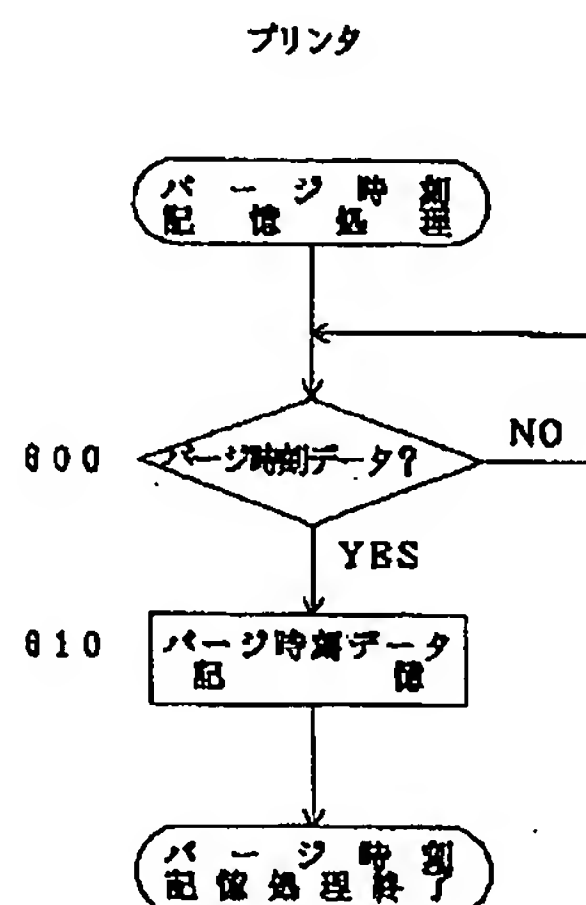 プリンタ
パージ時刻
記憶処理
600
パージ時刻データ?
NO
YES
610
パージ時刻データ
記憶
パージ時刻
記憶処理終了